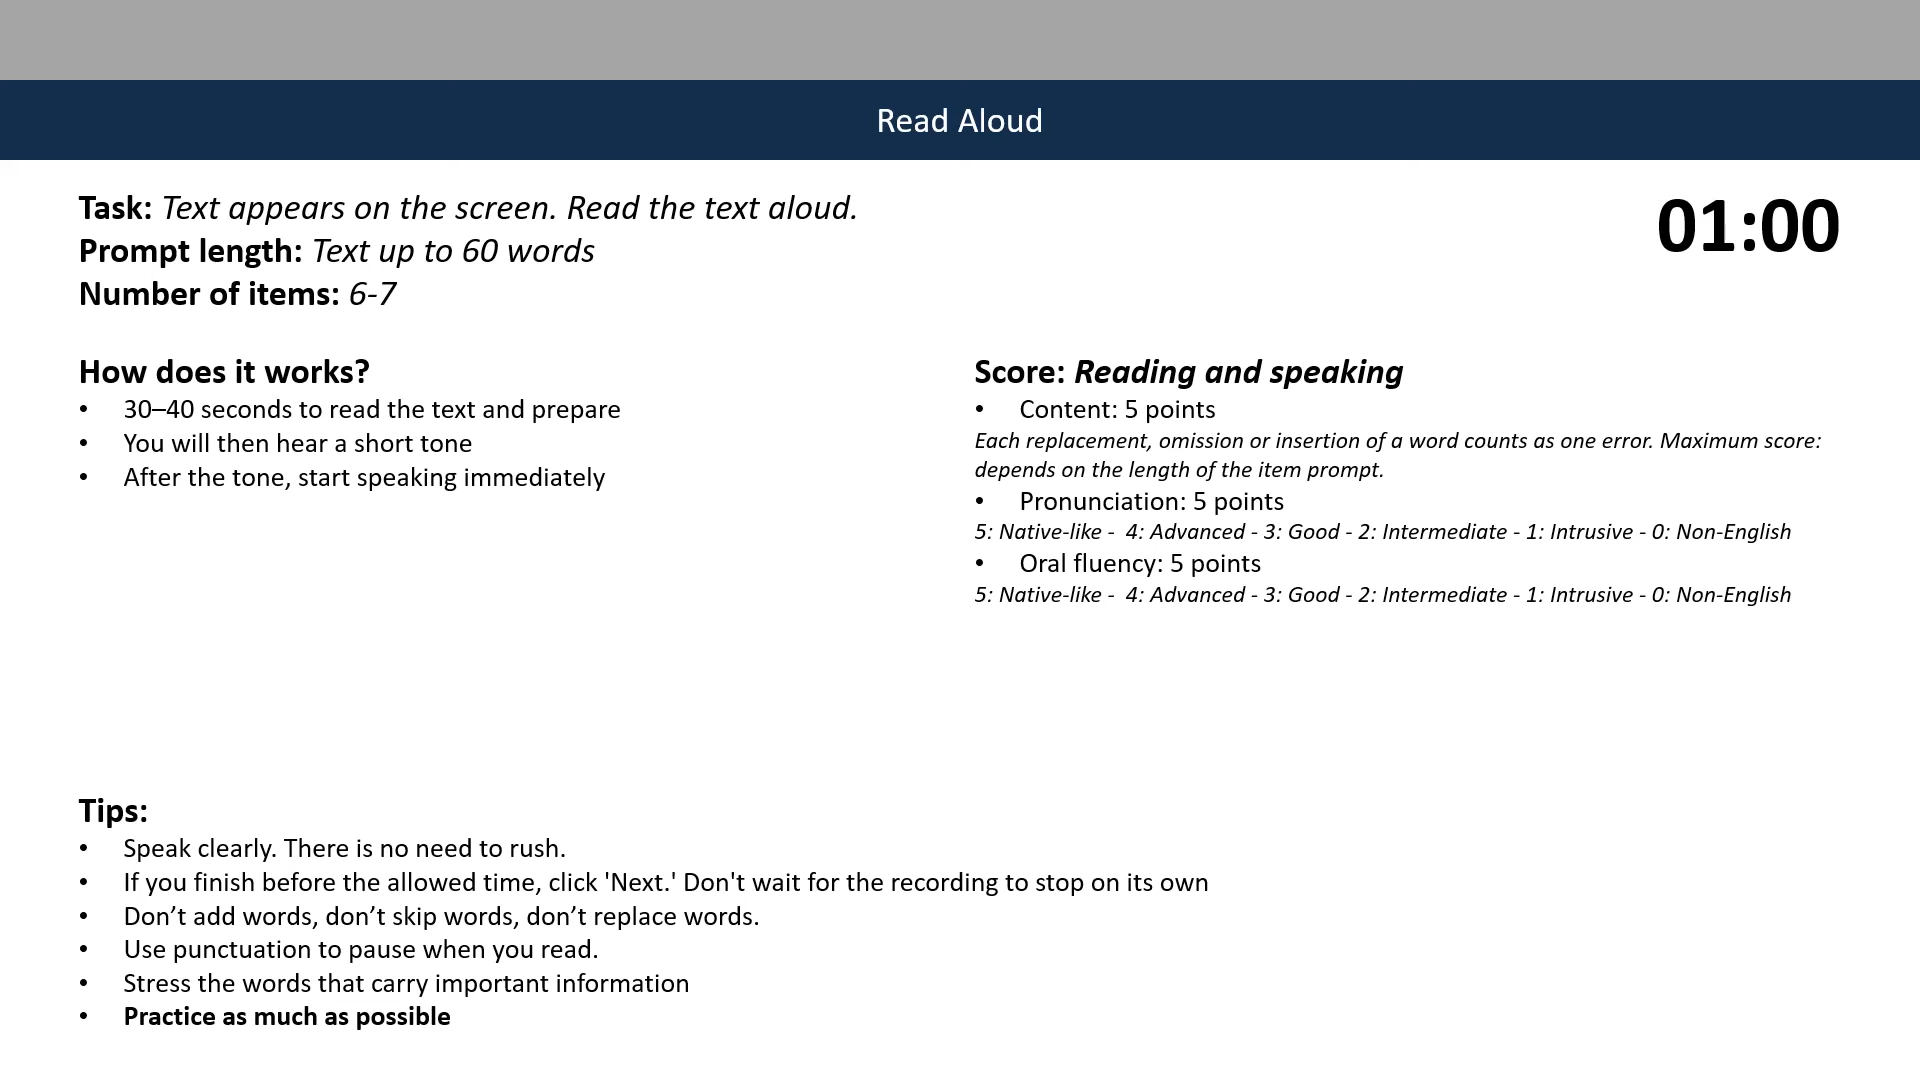 Read Aloud
Task: Text appears on the screen. Read the text aloud.
Prompt length: Text up to 60 words
Number of items: 6-7
01:00
How does it works?
• 30–40 seconds to read the text and prepare
• You will then hear a short tone
• After the tone, start speaking immediately
Score: Reading and speaking
• Content: 5 points
Each replacement, omission or insertion of a word counts as one error. Maximum score:
depends on the length of the item prompt.
• Pronunciation: 5 points
5: Native-like -  4: Advanced - 3: Good - 2: Intermediate - 1: Intrusive - 0: Non-English
• Oral fluency: 5 points
5: Native-like -  4: Advanced - 3: Good - 2: Intermediate - 1: Intrusive - 0: Non-English
Tips:
• Speak clearly. There is no need to rush.
• If you finish before the allowed time, click 'Next.' Don't wait for the recording to stop on its own
• Don’t add words, don’t skip words, don’t replace words.
• Use punctuation to pause when you read.
• Stress the words that carry important information
• Practice as much as possible